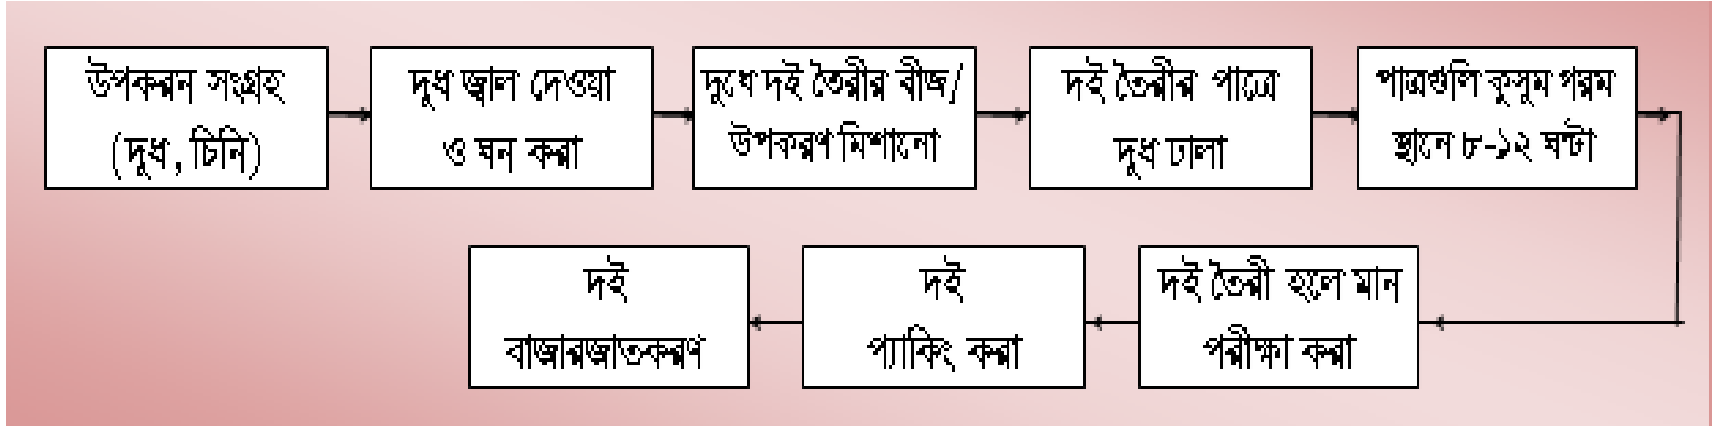 উপকরন সংগ্রহ
(দুধ, চিনি)
দুধ জ্বাল দেওয়া
ও ঘন করা
দুধে দই তৈরীর বীজ/
উপকরণ মিশানো
দই তৈরীর পাত্রে
দুধ ঢালা
পাত্রগুলি কুসুম গরম
স্থানে ৮-১২ ঘন্টা
দই তৈরী হলে মান
পরীক্ষা করা
দই
প্যাকিং করা
দই
বাজারজাতকরণ